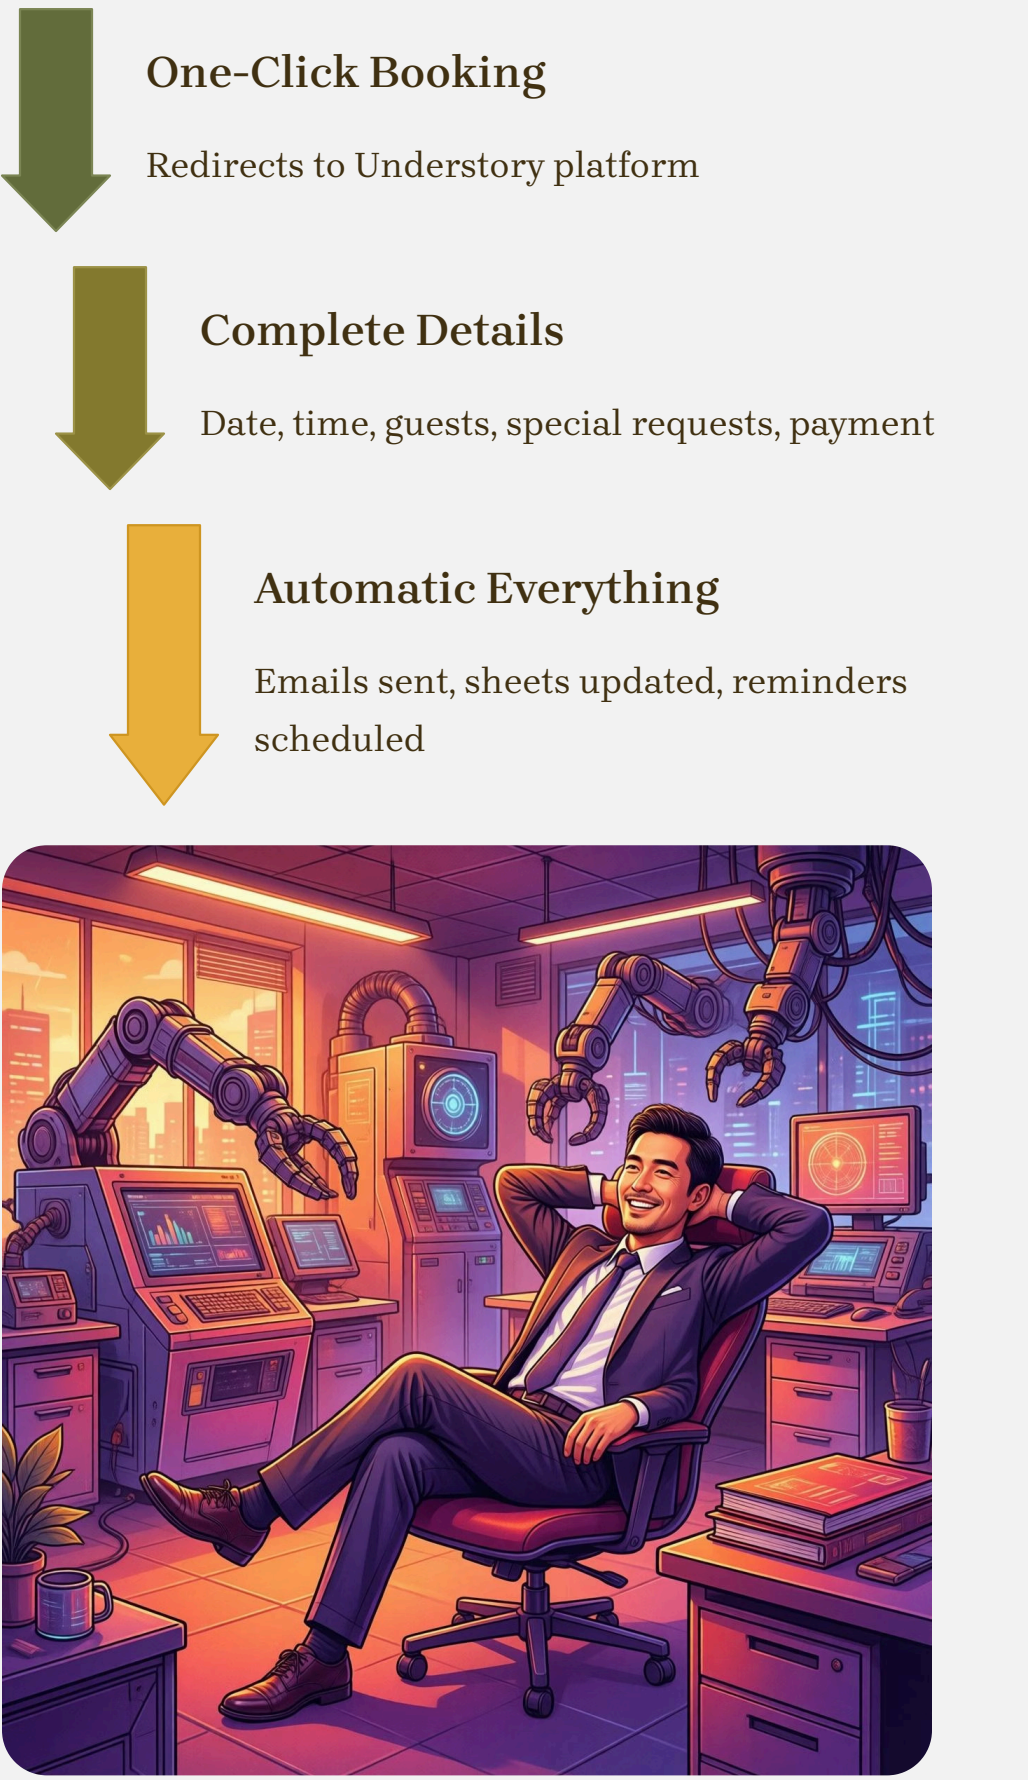 One-Click Booking
Redirects to Understory platform
Complete Details
Date, time, guests, special requests, payment
Automatic Everything
Emails sent, sheets updated, reminders
scheduled